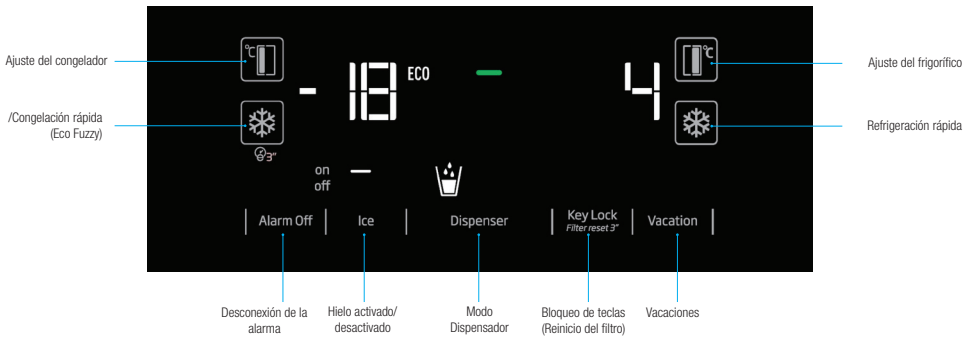 °C
°C
Ajuste del congelador
Ajuste del frigorífico
- 18 ECO
4
/Congelación rápida
(Eco Fuzzy)
Refrigeración rápida
3"
on
off
Alarm Off
Ice
Dispenser
Key Lock
Filter reset 3"
Vacation
Desconexión de la
alarma
Hielo activado/
desactivado
Modo
Dispensador
Bloqueo de teclas
(Reinicio del filtro)
Vacaciones